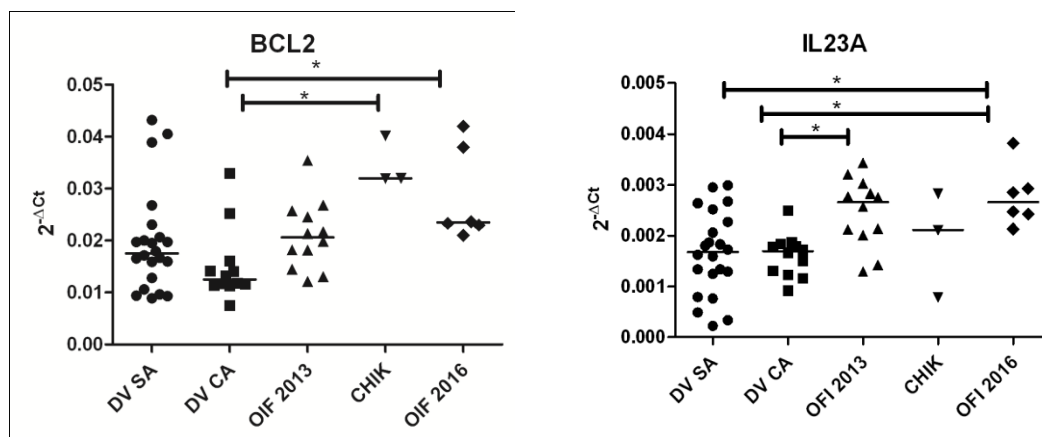 BCL2
*
*
2^-ΔCt
0.05
0.04
0.03
0.02
0.01
0.00
DV SA
DV CA
OIF 2013
CHIK
OIF 2016
IL23A
*
*
*
2^-ΔCt
0.005
0.004
0.003
0.002
0.001
0.000
DV SA
DV CA
OFI 2013
CHIK
OFI 2016